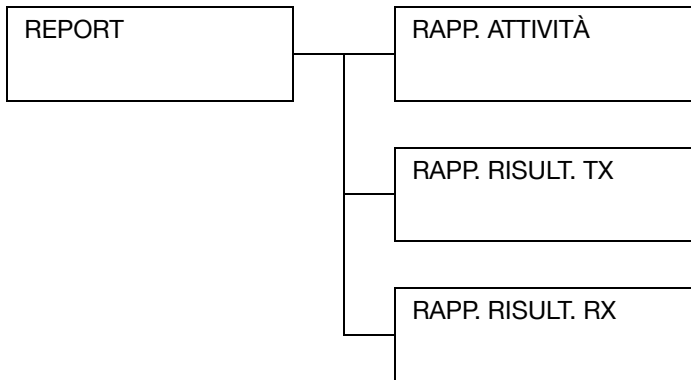 REPORT
RAPP. ATTIVITÀ
RAPP. RISULT. TX
RAPP. RISULT. RX